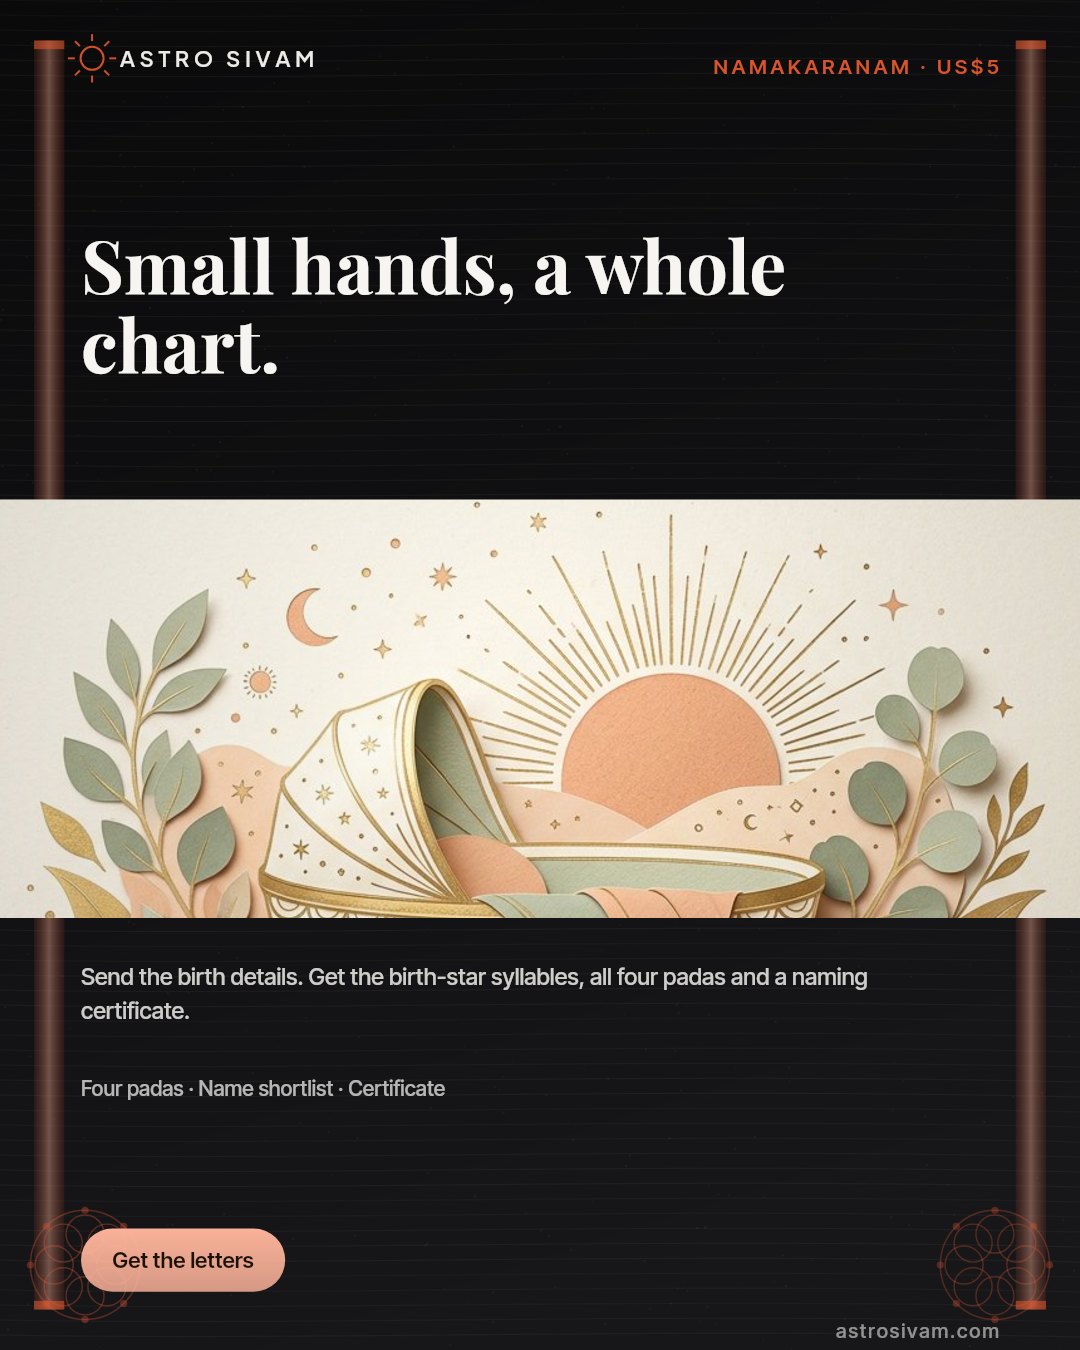 ASTRO SIVAM
NAMAKARANAM · US$5
Small hands, a whole
chart.
Send the birth details. Get the birth-star syllables, all four padas and a naming
certificate.
Four padas · Name shortlist · Certificate
Get the letters
astrosivam.com